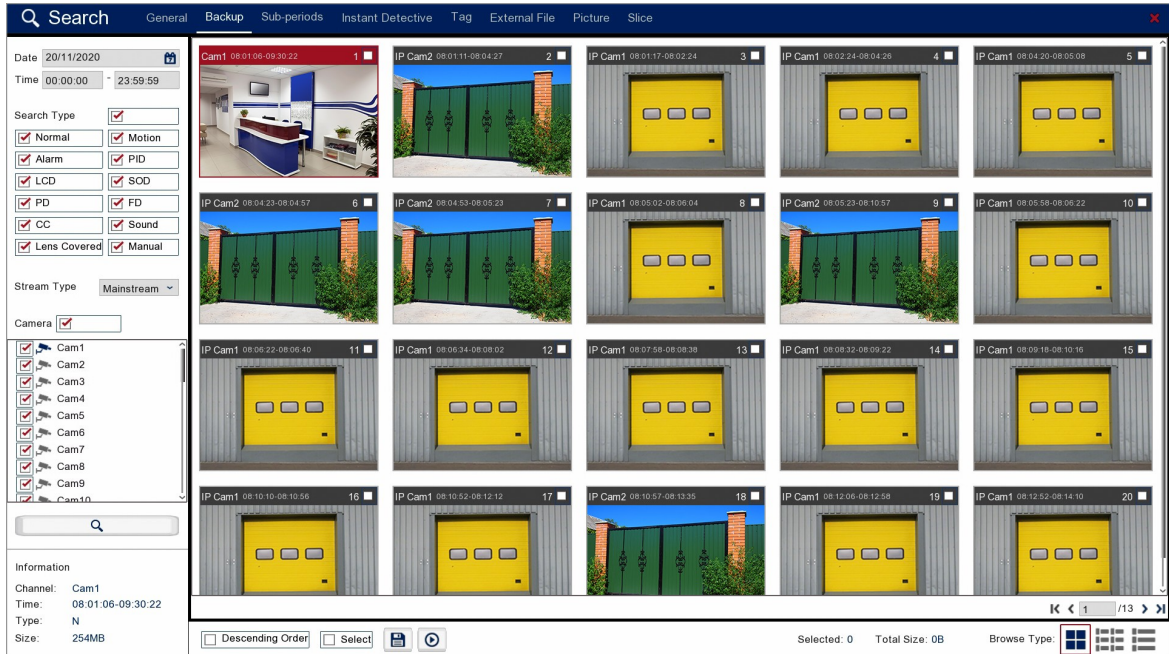 Search General Backup Sub-periods Instant Detective Tag External File Picture Slice
Date 20/11/2020
Time 00:00:00 - 23:59:59
Search Type
Normal Motion
Alarm PID
LCD SOD
PD FD
CC Sound
Lens Covered Manual
Stream Type Mainstream
Camera
Cam1
Cam2
Cam3
Cam4
Cam5
Cam6
Cam7
Cam8
Cam9
Cam10
Information
Channel: Cam1
Time: 08:01:06-09:30:22
Type: N
Size: 254MB
Cam1 08:01:06-09:30:22 1
IP Cam2 08:01:11-08:04:27 2
IP Cam1 08:01:17-08:02:24 3
IP Cam1 08:02:24-08:04:26 4
IP Cam1 08:04:20-08:05:08 5
IP Cam2 08:04:23-08:04:57 6
IP Cam2 08:04:53-08:05:23 7
IP Cam1 08:05:02-08:06:04 8
IP Cam2 08:05:23-08:10:57 9
IP Cam1 08:05:58-08:06:22 10
IP Cam1 08:06:22-08:06:40 11
IP Cam1 08:06:34-08:08:02 12
IP Cam1 08:07:58-08:08:38 13
IP Cam1 08:08:32-08:09:22 14
IP Cam1 08:09:18-08:10:16 15
IP Cam1 08:10:10-08:10:56 16
IP Cam1 08:10:52-08:12:12 17
IP Cam2 08:10:57-08:13:35 18
IP Cam1 08:12:06-08:12:58 19
IP Cam1 08:12:52-08:14:10 20
1 /13
Descending Order Select Selected: 0 Total Size: 0B Browse Type: